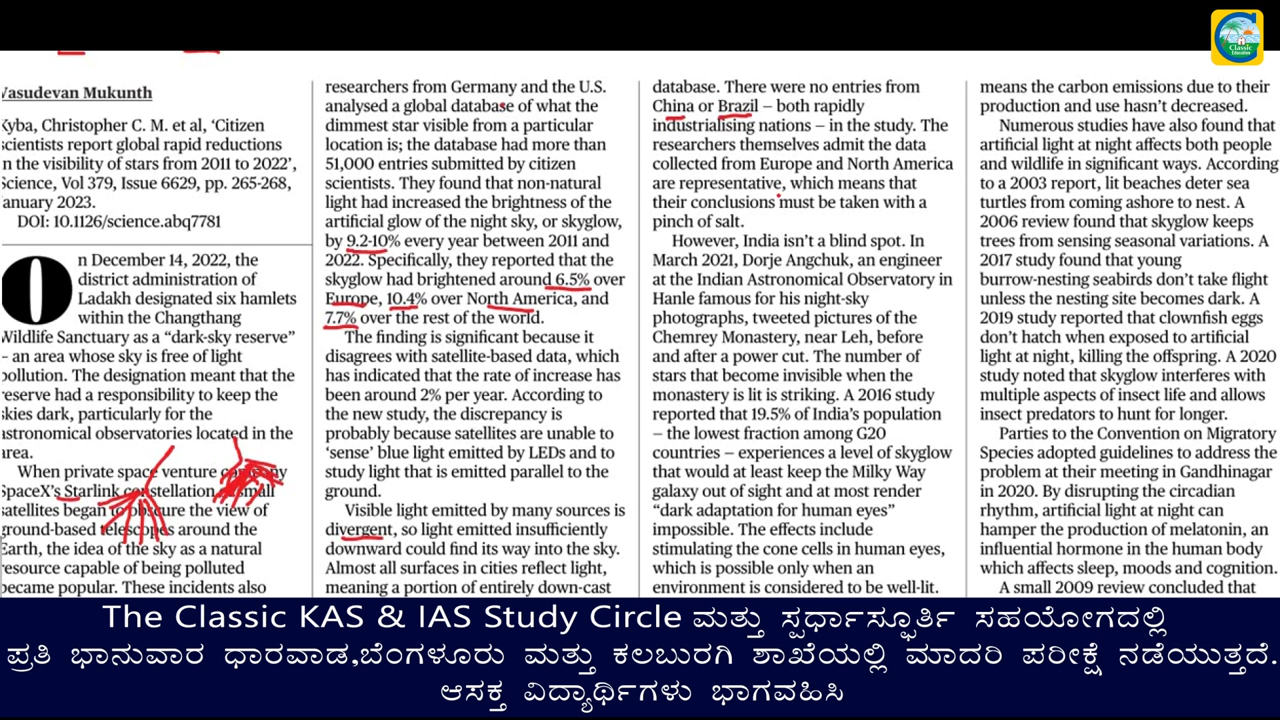 Classic
Education
Vasudevan Mukunth
Kyba, Christopher C. M. et al, ‘Citizen
scientists report global rapid reductions
in the visibility of stars from 2011 to 2022’,
Science, Vol 379, Issue 6629, pp. 265-268,
January 2023.
DOI: 10.1126/science.abq7781
On December 14, 2022, the
district administration of
Ladakh designated six hamlets
within the Changthang
Wildlife Sanctuary as a “dark-sky reserve”
– an area whose sky is free of light
pollution. The designation meant that the
reserve had a responsibility to keep the
skies dark, particularly for the
astronomical observatories located in the
area.
When private space venture company
SpaceX’s Starlink constellation of small
satellites began to obscure the view of
ground-based telescopes around the
Earth, the idea of the sky as a natural
resource capable of being polluted
became popular. These incidents also
researchers from Germany and the U.S.
analysed a global database of what the
dimmest star visible from a particular
location is; the database had more than
51,000 entries submitted by citizen
scientists. They found that non-natural
light had increased the brightness of the
artificial glow of the night sky, or skyglow,
by 9.2-10% every year between 2011 and
2022. Specifically, they reported that the
skyglow had brightened around 6.5% over
Europe, 10.4% over North America, and
7.7% over the rest of the world.
The finding is significant because it
disagrees with satellite-based data, which
has indicated that the rate of increase has
been around 2% per year. According to
the new study, the discrepancy is
probably because satellites are unable to
‘sense’ blue light emitted by LEDs and to
study light that is emitted parallel to the
ground.
Visible light emitted by many sources is
divergent, so light emitted insufficiently
downward could find its way into the sky.
Almost all surfaces in cities reflect light,
meaning a portion of entirely down-cast
database. There were no entries from
China or Brazil – both rapidly
industrialising nations – in the study. The
researchers themselves admit the data
collected from Europe and North America
are representative, which means that
their conclusions must be taken with a
pinch of salt.
However, India isn’t a blind spot. In
March 2021, Dorje Angchuk, an engineer
at the Indian Astronomical Observatory in
Hanle famous for his night-sky
photographs, tweeted pictures of the
Chemrey Monastery, near Leh, before
and after a power cut. The number of
stars that become invisible when the
monastery is lit is striking. A 2016 study
reported that 19.5% of India’s population
– the lowest fraction among G20
countries – experiences a level of skyglow
that would at least keep the Milky Way
galaxy out of sight and at most render
“dark adaptation for human eyes”
impossible. The effects include
stimulating the cone cells in human eyes,
which is possible only when an
environment is considered to be well-lit.
means the carbon emissions due to their
production and use hasn’t decreased.
Numerous studies have also found that
artificial light at night affects both people
and wildlife in significant ways. According
to a 2003 report, lit beaches deter sea
turtles from coming ashore to nest. A
2006 review found that skyglow keeps
trees from sensing seasonal variations. A
2017 study found that young
burrow-nesting seabirds don’t take flight
unless the nesting site becomes dark. A
2019 study reported that clownfish eggs
don’t hatch when exposed to artificial
light at night, killing the offspring. A 2020
study noted that skyglow interferes with
multiple aspects of insect life and allows
insect predators to hunt for longer.
Parties to the Convention on Migratory
Species adopted guidelines to address the
problem at their meeting in Gandhinagar
in 2020. By disrupting the circadian
rhythm, artificial light at night can
hamper the production of melatonin, an
influential hormone in the human body
which affects sleep, moods and cognition.
A small 2009 review concluded that
The Classic KAS & IAS Study Circle ಮತ್ತು ಸ್ಪರ್ಧಾಸ್ಫೂರ್ತಿ ಸಹಯೋಗದಲ್ಲಿ
ಪ್ರತಿ ಭಾನುವಾರ ಧಾರವಾಡ,ಬೆಂಗಳೂರು ಮತ್ತು ಕಲಬುರಗಿ ಶಾಖೆಯಲ್ಲಿ ಮಾದರಿ ಪರೀಕ್ಷೆ ನಡೆಯುತ್ತದೆ.
ಆಸಕ್ತ ವಿದ್ಯಾರ್ಥಿಗಳು ಭಾಗವಹಿಸಿ